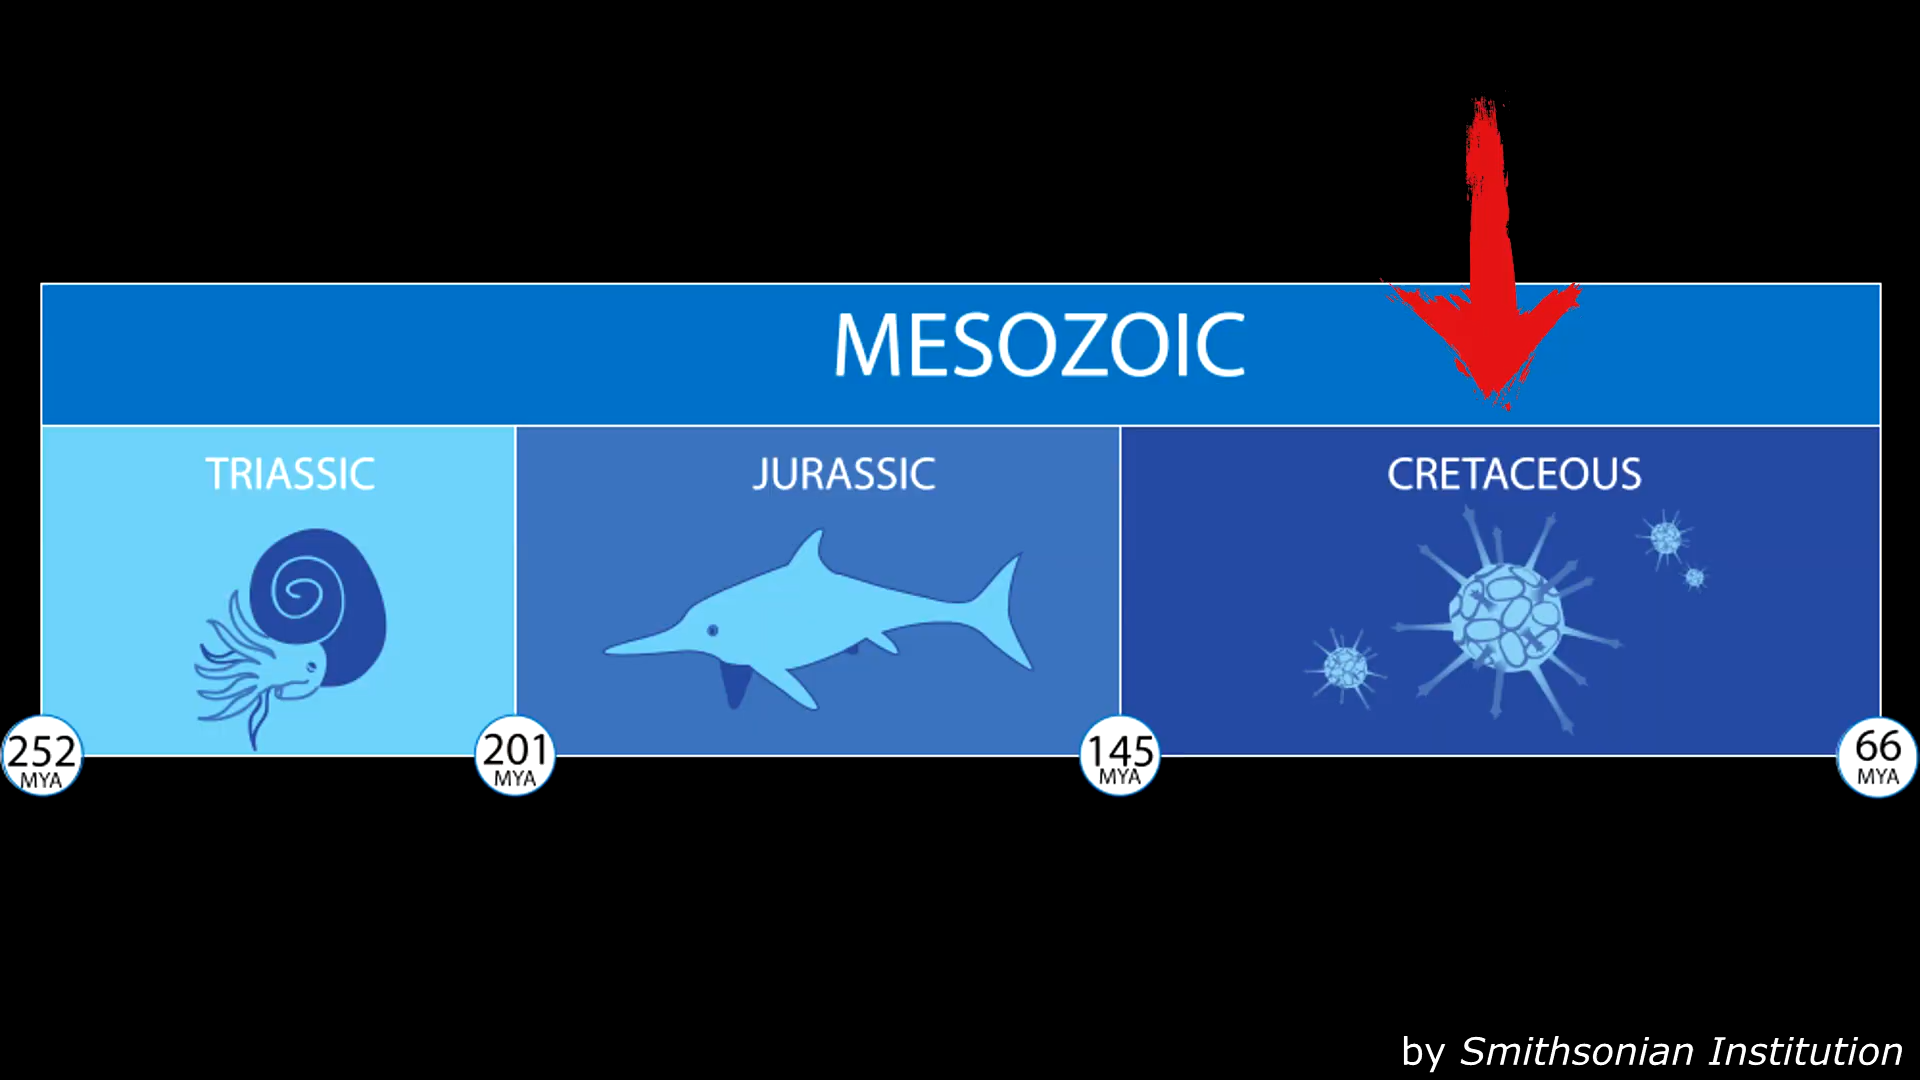 MESOZOIC
TRIASSIC
JURASSIC
CRETACEOUS
252
MYA
201
MYA
145
MYA
66
MYA
by Smithsonian Institution